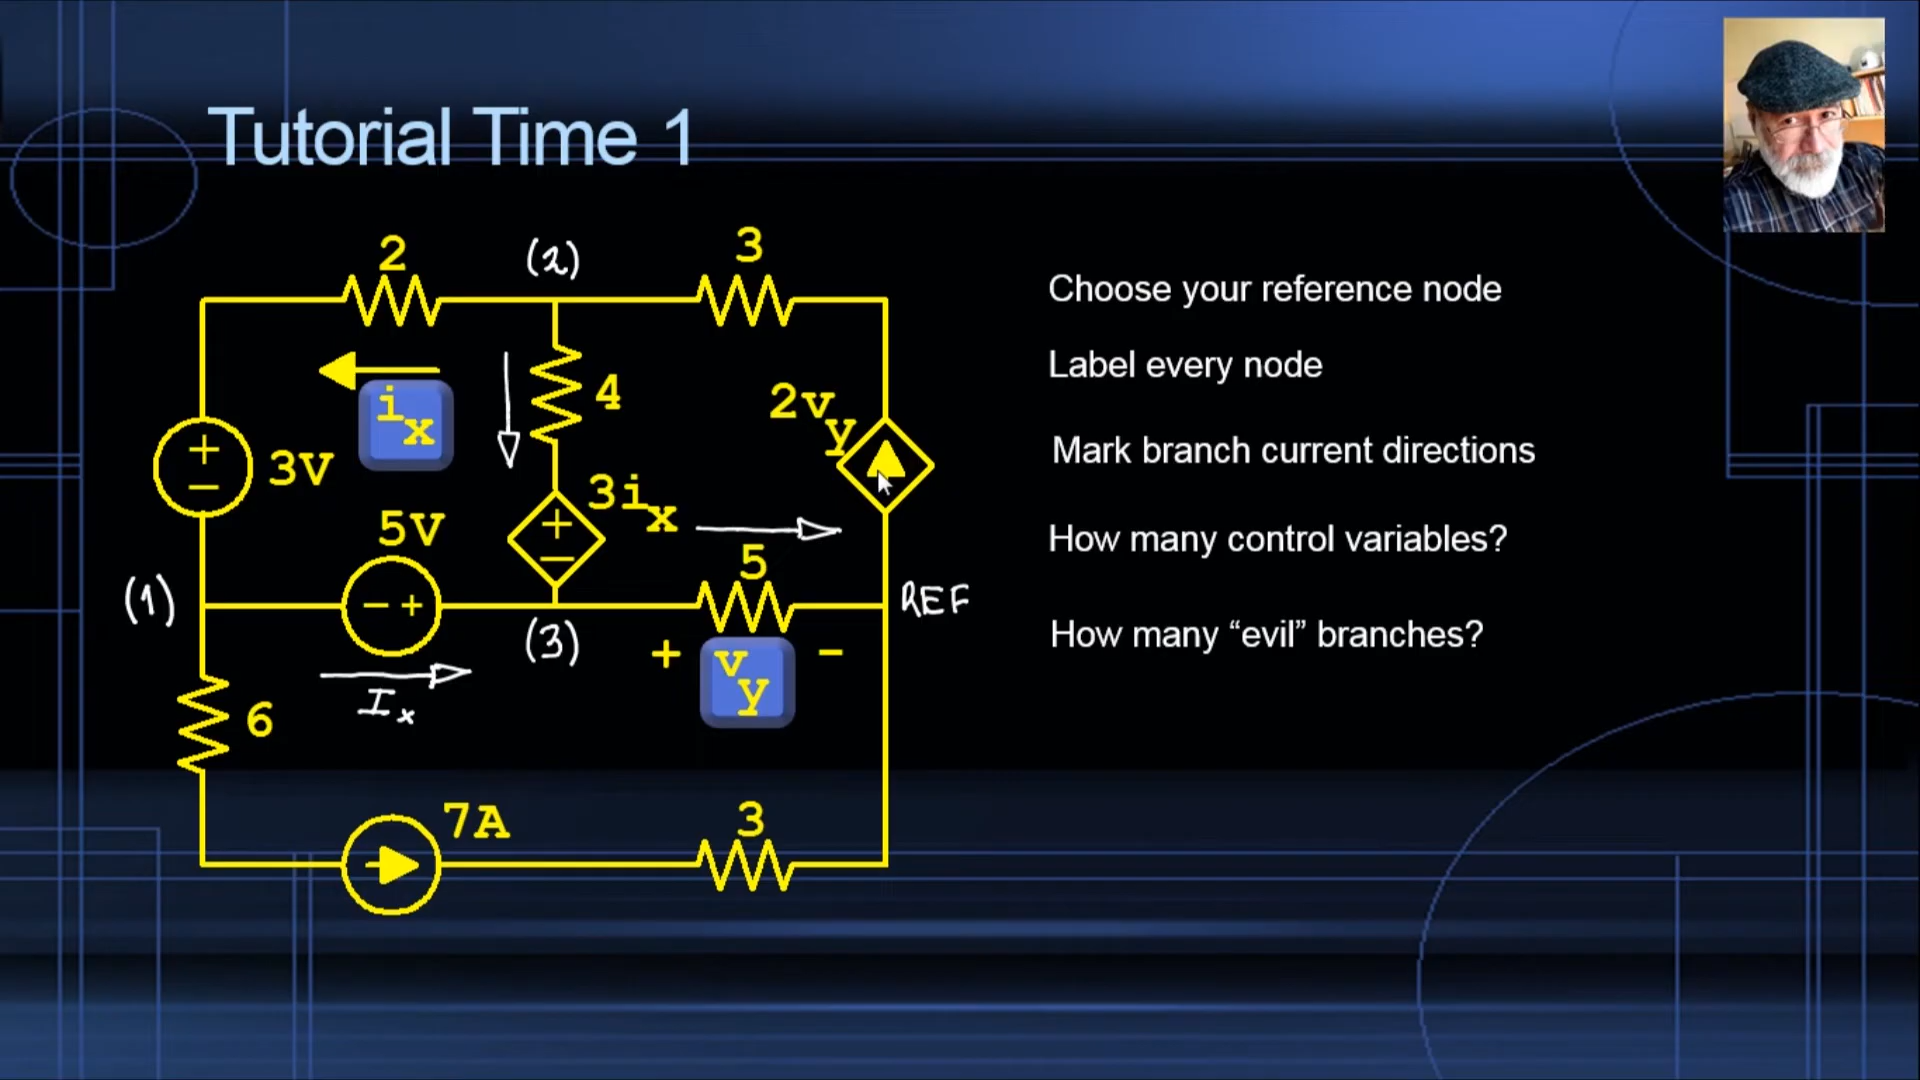 Tutorial Time 1
2
(2)
3
Choose your reference node
Label every node
ix
4
2vy
Mark branch current directions
+
-
3V
3ix
5V
+
-
How many control variables?
5
(1)
- +
REF
(3)
+ vy -
How many “evil” branches?
Ix
6
7A
3